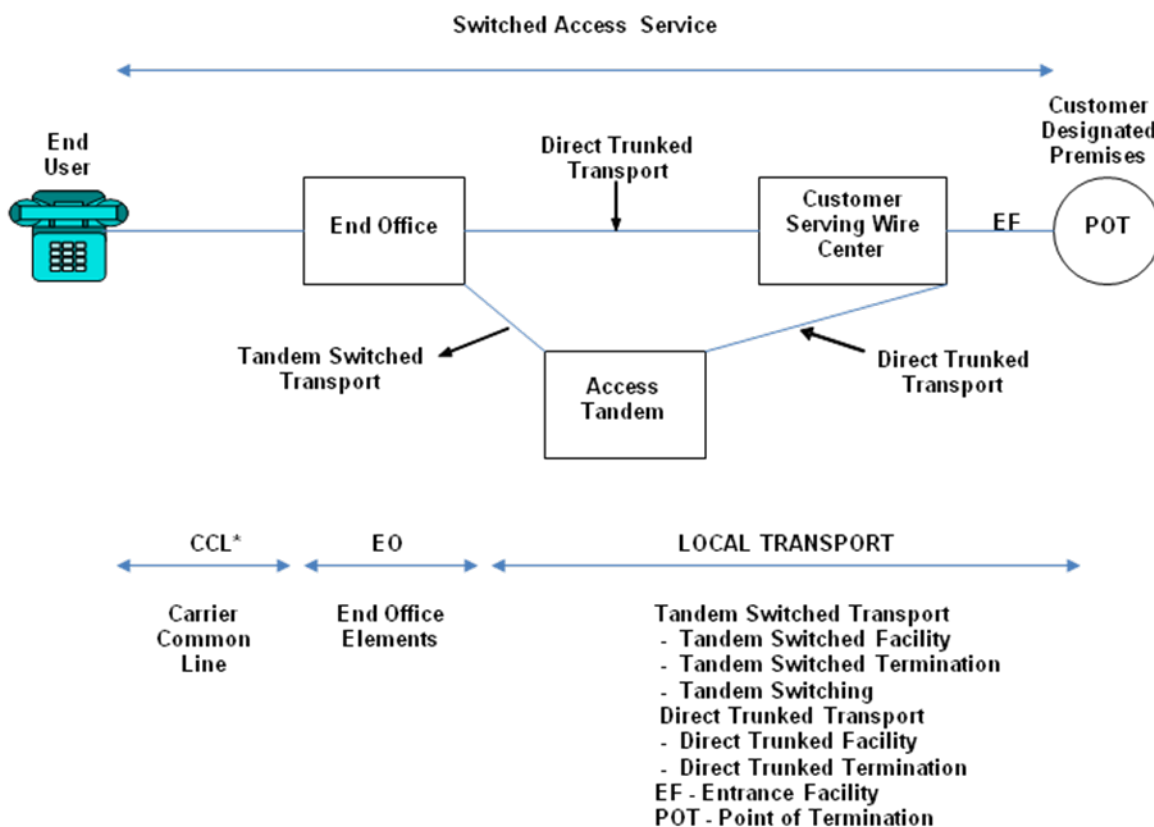 Switched Access Service
End
User
Direct Trunked
Transport
Customer
Designated
Premises
End Office
Customer
Serving Wire
Center
EF
POT
Tandem Switched
Transport
Access
Tandem
Direct Trunked
Transport
CCL*
EO
LOCAL TRANSPORT
Carrier
Common
Line
End Office
Elements
Tandem Switched Transport
- Tandem Switched Facility
- Tandem Switched Termination
- Tandem Switching
Direct Trunked Transport
- Direct Trunked Facility
- Direct Trunked Termination
EF - Entrance Facility
POT - Point of Termination